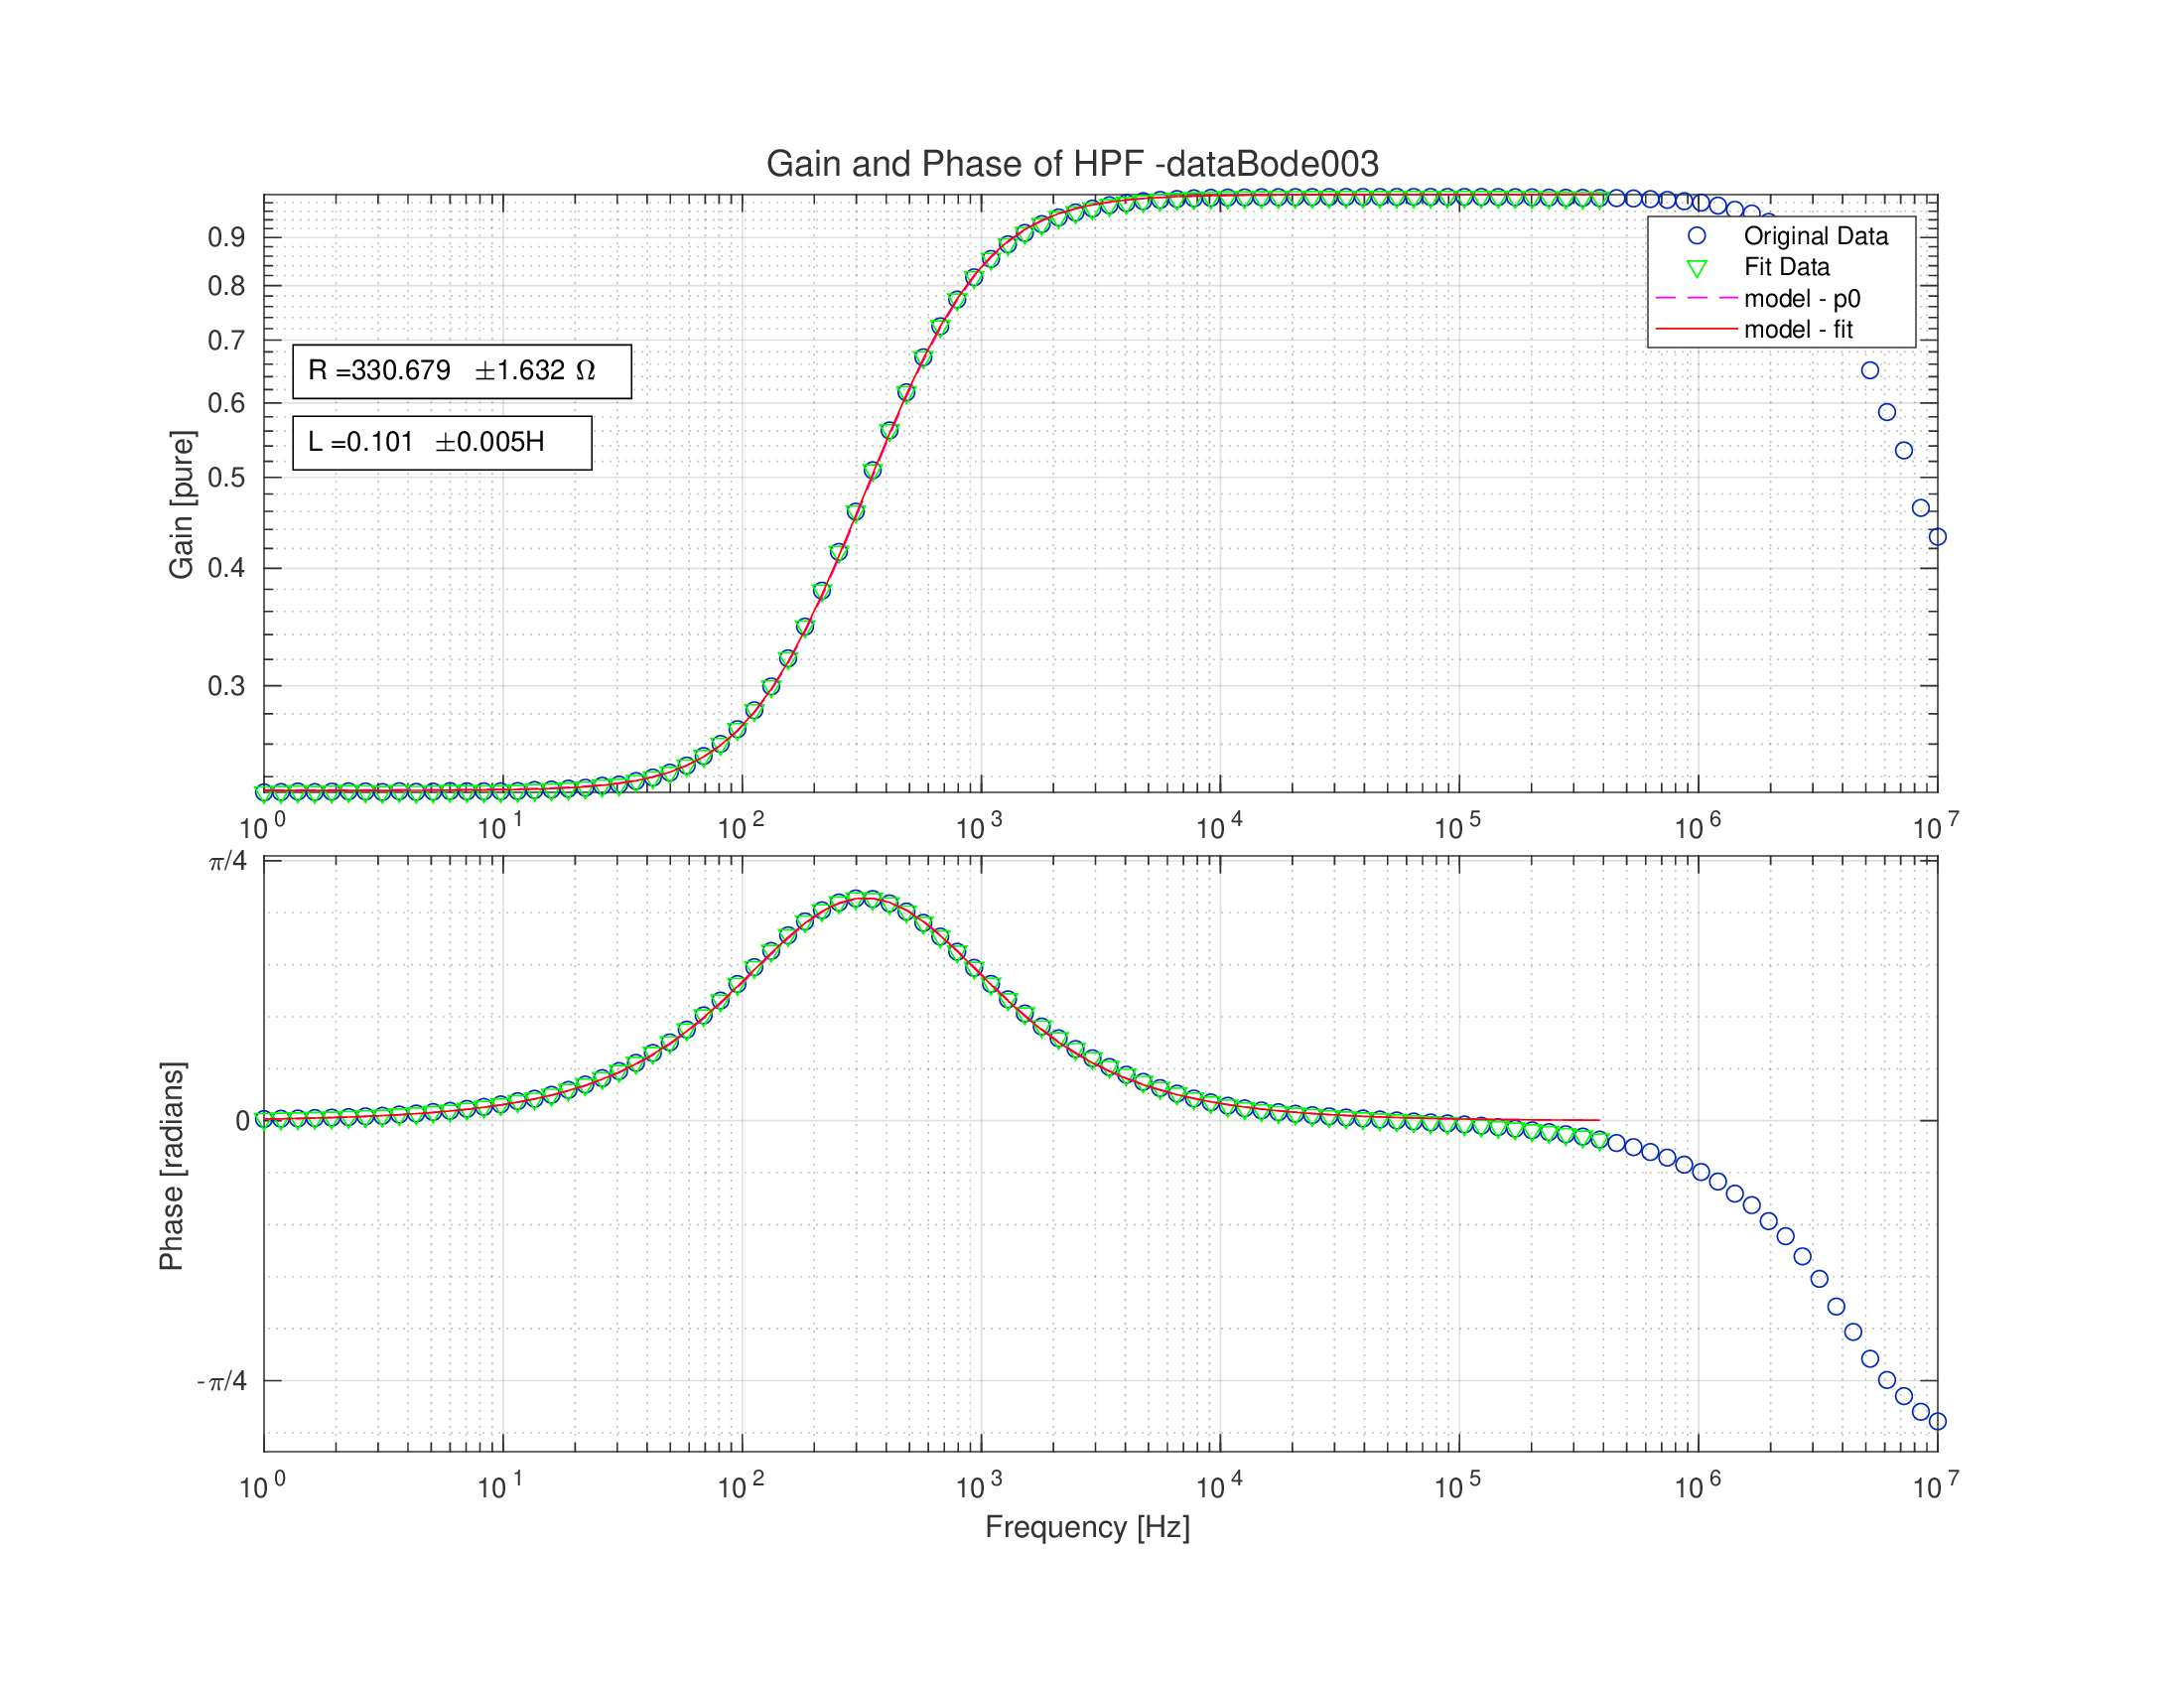 Gain and Phase of HPF -dataBode003
Gain [pure]
0.9
0.8
0.7
0.6
0.5
0.4
0.3
Original Data
Fit Data
model - p0
model - fit
R =330.679 ±1.632 Ω
L =0.101 ±0.005H
10^0 10^1 10^2 10^3 10^4 10^5 10^6 10^7
Phase [radians]
π/4
0
-π/4
10^0 10^1 10^2 10^3 10^4 10^5 10^6 10^7
Frequency [Hz]